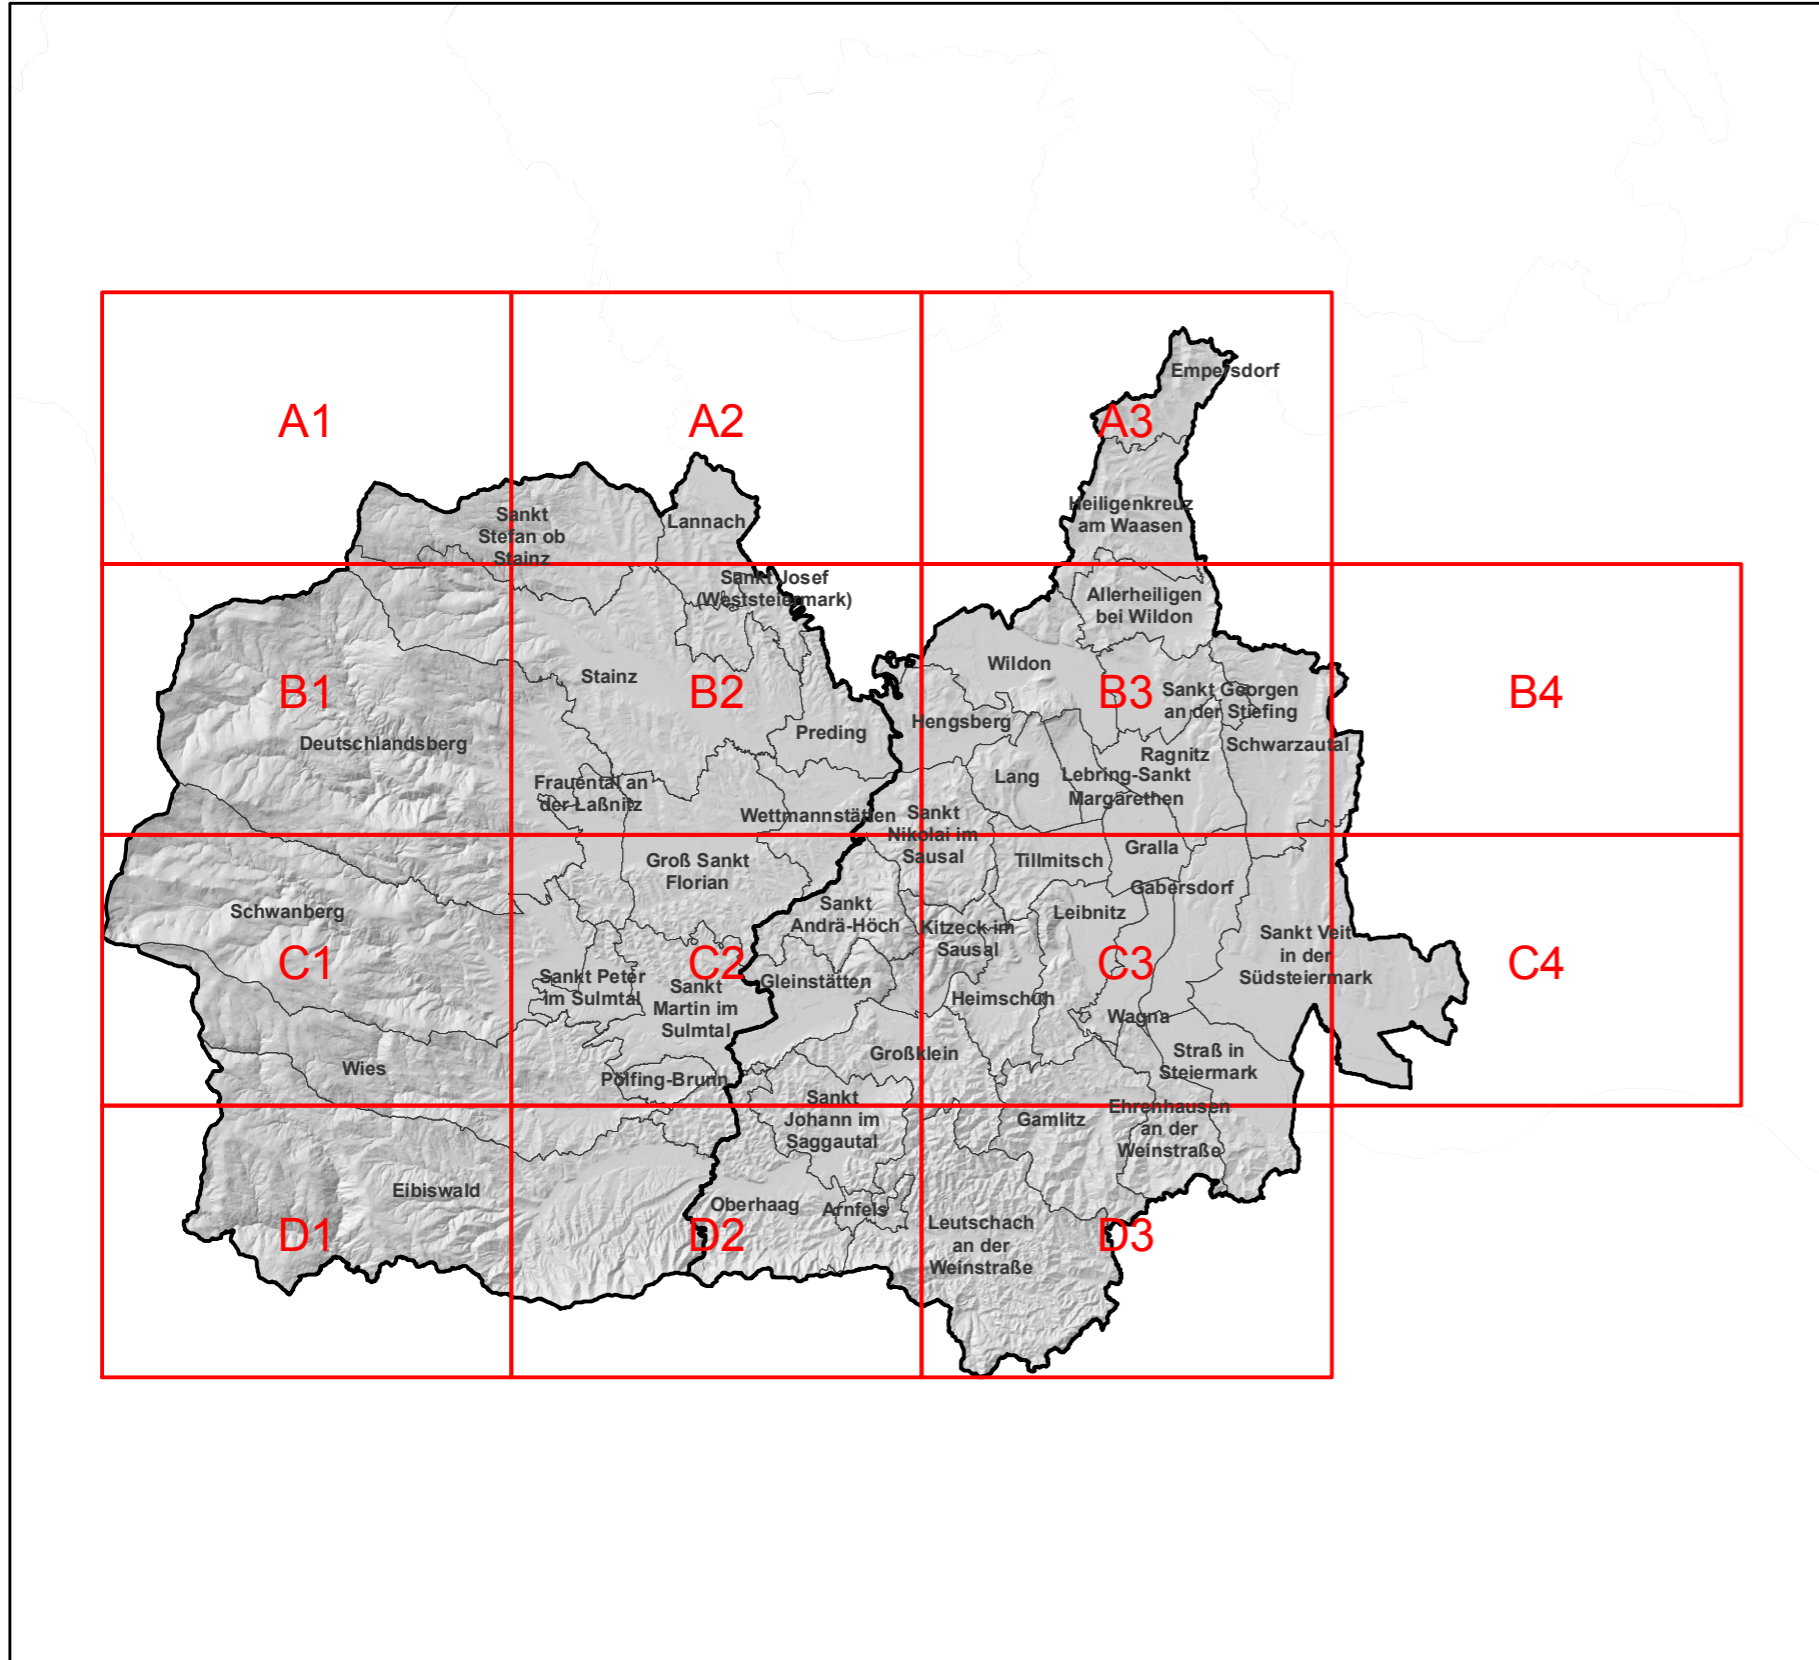 Empersdorf
A1
A2
A3
Heiligenkreuz
am Waasen
Sankt
Stefan ob
Stainz
Lannach
Sankt Josef
(Weststeiermark)
Allerheiligen
bei Wildon
Wildon
Stainz
B1
B2
B3
B4
Sankt Georgen
an der Stiefing
Hengsberg
Preding
Deutschlandsberg
Schwarzautal
Ragnitz
Lang
Lebring-Sankt
Margarethen
Frauental an
der Laßnitz
Wettmannstätten
Sankt
Nikolai im
Sausal
Groß Sankt
Florian
Tillmitsch
Gralla
Gabersdorf
Schwanberg
Sankt
Andrä-Höch
Leibnitz
Kitzeck im
Sausal
Sankt Veit
in der
Südsteiermark
C1
C2
C3
C4
Sankt Peter
im Sulmtal
Sankt
Martin im
Sulmtal
Gleinstätten
Heimschuh
Wagna
Wies
Großklein
Straß in
Steiermark
Pölfing-Brunn
Sankt
Johann im
Saggautal
Gamlitz
Ehrenhausen
an der
Weinstraße
Eibiswald
Oberhaag
Arnfels
Leutschach
an der
Weinstraße
D1
D2
D3